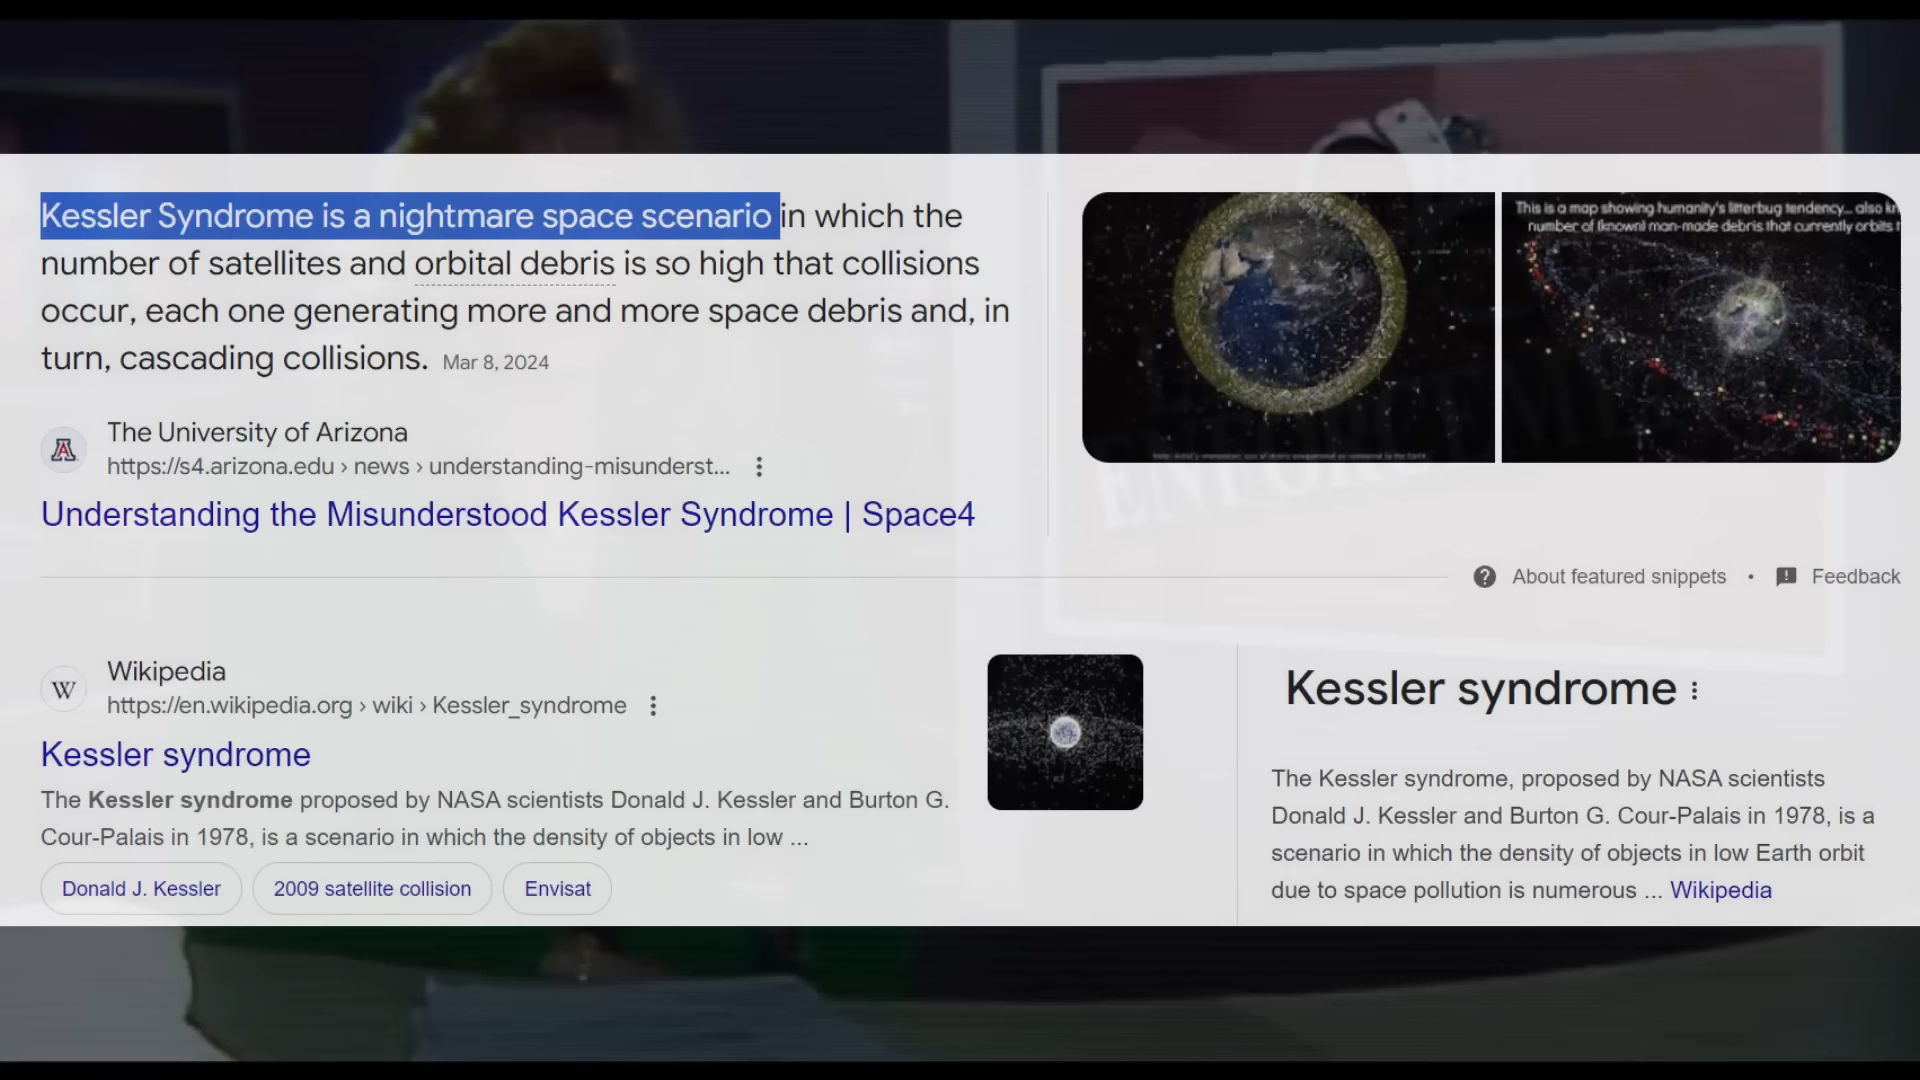 Kessler Syndrome is a nightmare space scenario in which the
number of satellites and orbital debris is so high that collisions
occur, each one generating more and more space debris and, in
turn, cascading collisions. Mar 8, 2024
This is a map showing humanity's litterbug tendency... also kn
number of (known) man-made debris that currently orbits t
The University of Arizona
https://s4.arizona.edu › news › understanding-misunderst...
Understanding the Misunderstood Kessler Syndrome | Space4
ENFORCEME
About featured snippets • Feedback
W
Wikipedia
https://en.wikipedia.org › wiki › Kessler_syndrome
Kessler syndrome
The Kessler syndrome proposed by NASA scientists Donald J. Kessler and Burton G.
Cour-Palais in 1978, is a scenario in which the density of objects in low ...
Donald J. Kessler
2009 satellite collision
Envisat
Kessler syndrome
The Kessler syndrome, proposed by NASA scientists
Donald J. Kessler and Burton G. Cour-Palais in 1978, is a
scenario in which the density of objects in low Earth orbit
due to space pollution is numerous ... Wikipedia